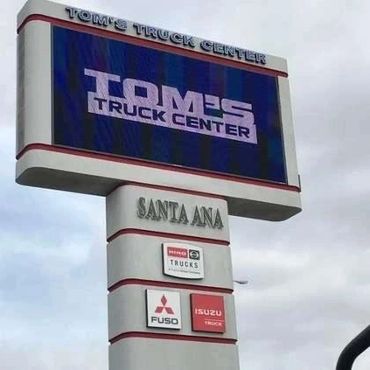 TOM'S TRUCK CENTER
TOM'S
TRUCK CENTER
SANTA ANA
HINO
TRUCKS
FUSO
ISUZU
TRUCK